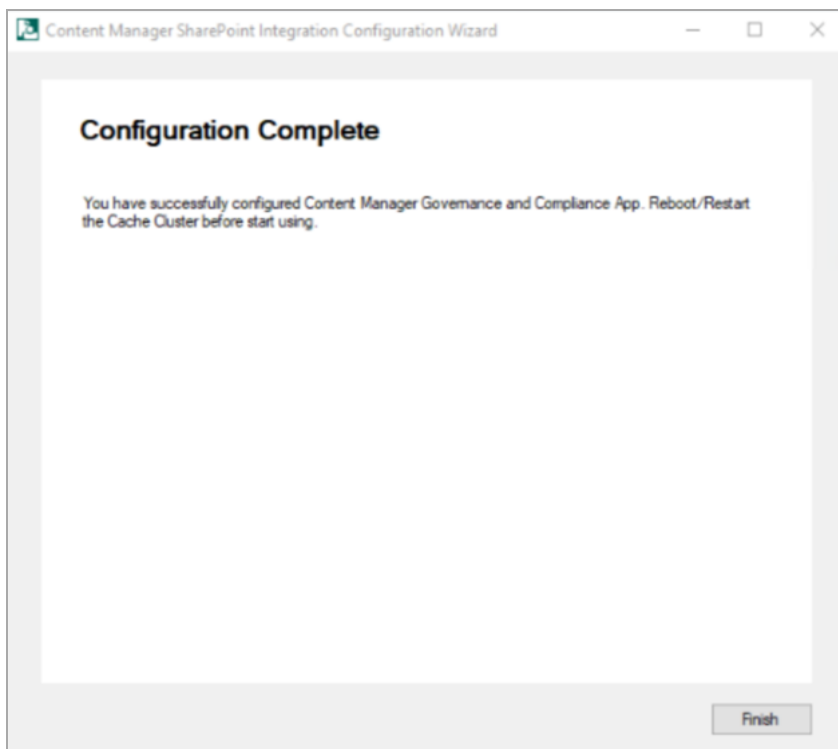 Content Manager SharePoint Integration Configuration Wizard
Configuration Complete
You have successfully configured Content Manager Governance and Compliance App. Reboot/Restart
the Cache Cluster before start using.
Finish